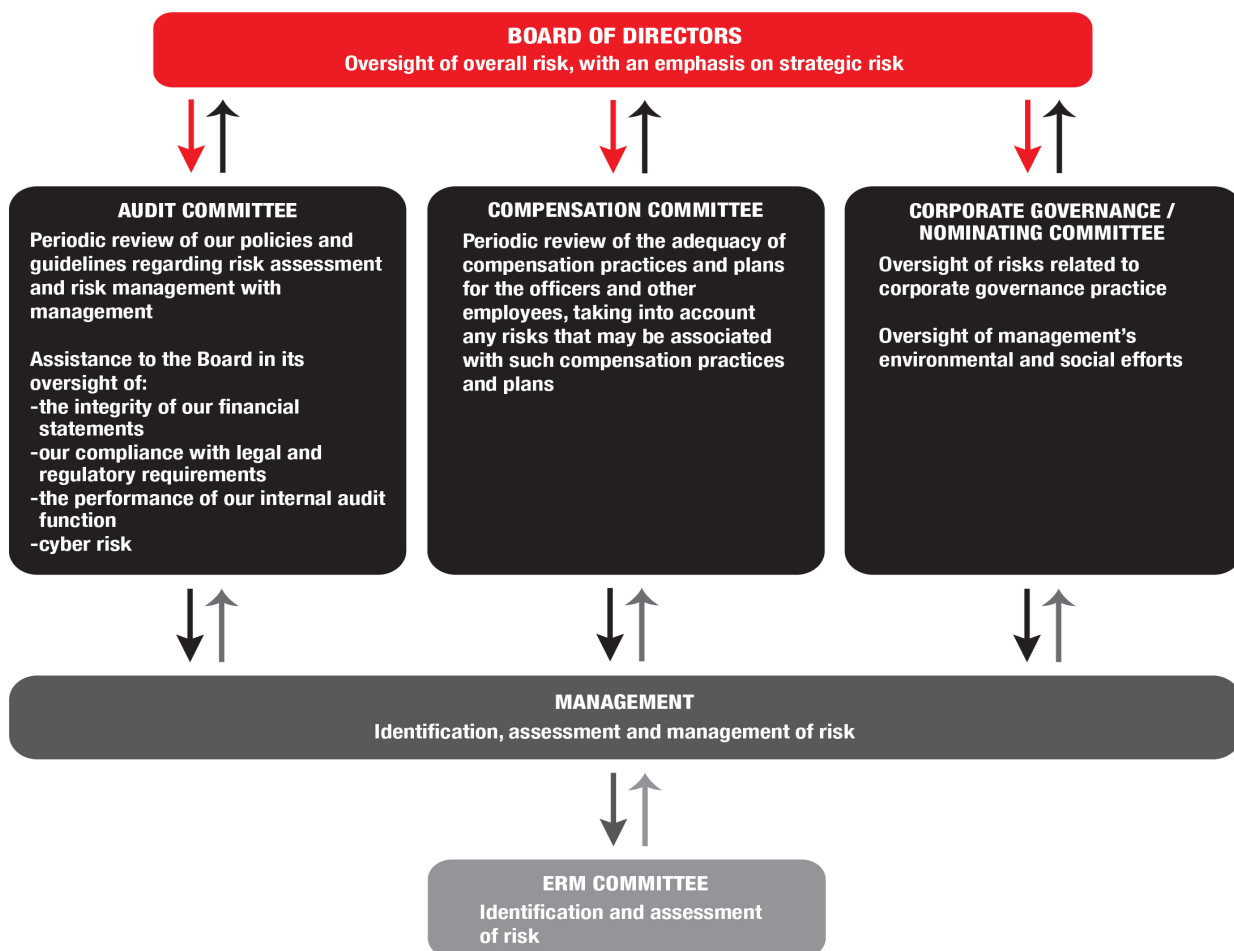 BOARD OF DIRECTORS
Oversight of overall risk, with an emphasis on strategic risk
AUDIT COMMITTEE
Periodic review of our policies and
guidelines regarding risk assessment
and risk management with
management
Assistance to the Board in its
oversight of:
-the integrity of our financial
statements
-our compliance with legal and
regulatory requirements
-the performance of our internal audit
function
-cyber risk
COMPENSATION COMMITTEE
Periodic review of the adequacy of
compensation practices and plans
for the officers and other
employees, taking into account
any risks that may be associated
with such compensation practices
and plans
CORPORATE GOVERNANCE /
NOMINATING COMMITTEE
Oversight of risks related to
corporate governance practice
Oversight of management’s
environmental and social efforts
MANAGEMENT
Identification, assessment and management of risk
ERM COMMITTEE
Identification and assessment
of risk